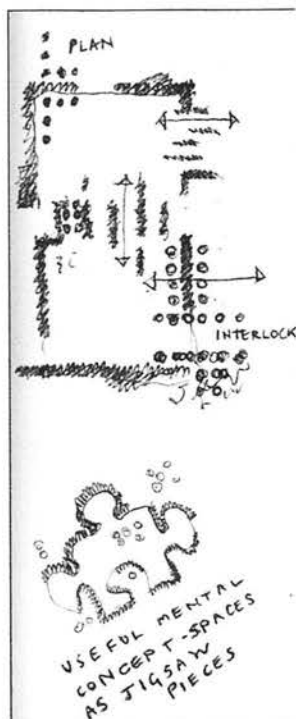 PLAN
INTERLOCK
USEFUL MENTAL
CONCEPT-SPACES
AS JIGSAW
PIECES